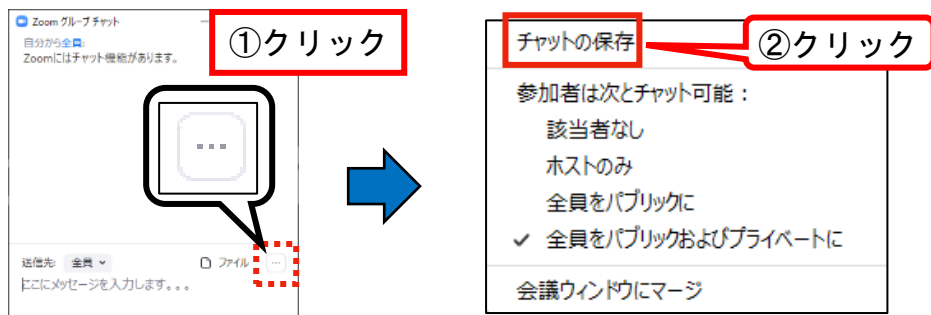 Zoom グループ チャット
自分から全員:
Zoomにはチャット機能があります。
①クリック
...
送信先: 全員
ファイル
...
ここにメッセージを入力します。。。
チャットの保存
②クリック
参加者は次とチャット可能：
該当者なし
ホストのみ
全員をパブリックに
✓ 全員をパブリックおよびプライベートに
会議ウィンドウにマージ